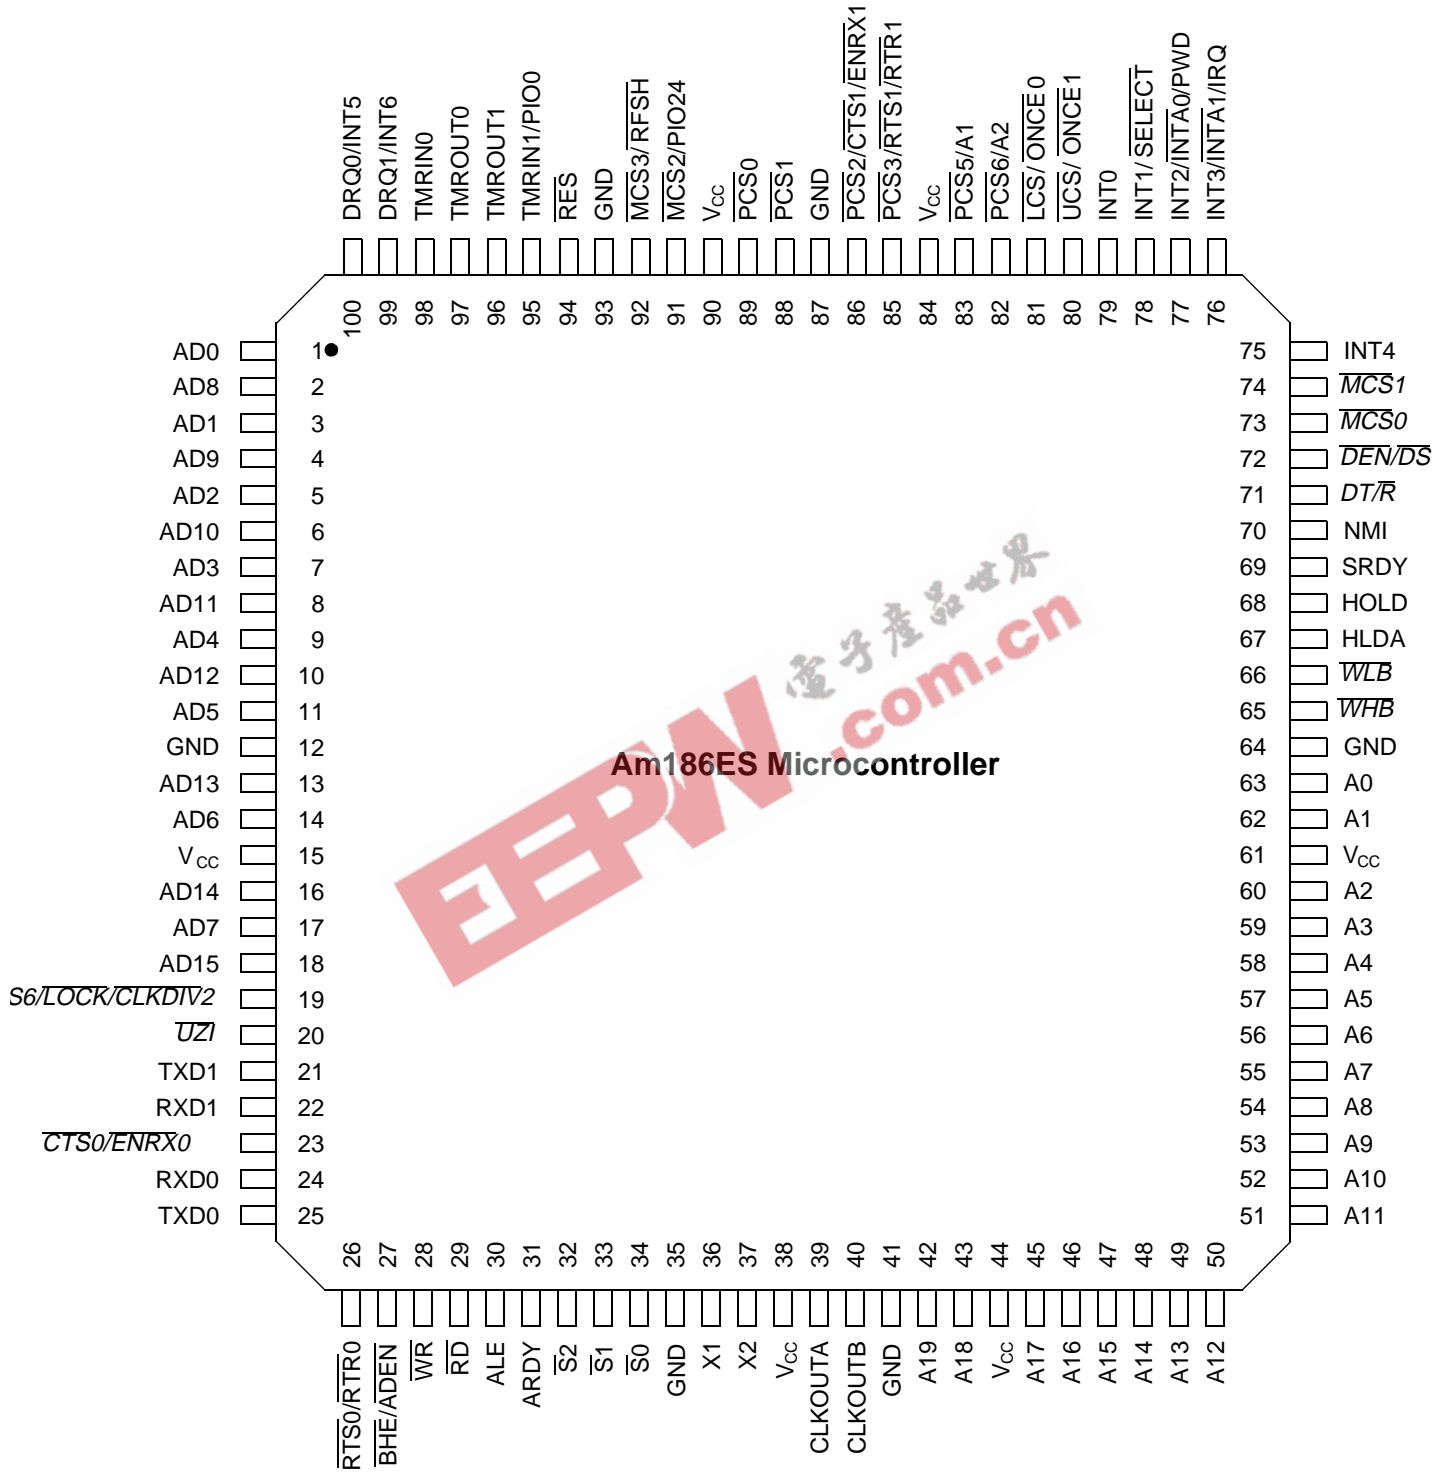 DRQ0/INT5
DRQ1/INT6
TMRIN0
TMROUT0
TMROUT1
TMRIN1/PIO0
RES
GND
MCS3/ RFSH
MCS2/PIO24
VCC
PCS0
PCS1
GND
PCS2/CTS1/ENRX1
PCS3/RTS1/RTR1
VCC
PCS5/A1
PCS6/A2
LCS/ ONCE 0
UCS/ ONCE1
INT0
INT1/ SELECT
INT2/INTA0/PWD
INT3/INTA1/IRQ
100 99 98 97 96 95 94 93 92 91 90 89 88 87 86 85 84 83 82 81 80 79 78 77 76
AD0 1 75 INT4
AD8 2 74 MCS1
AD1 3 73 MCS0
AD9 4 72 DEN/DS
AD2 5 71 DT/R
AD10 6 70 NMI
AD3 7 69 SRDY
AD11 8 68 HOLD
AD4 9 67 HLDA
AD12 10 66 WLB
AD5 11 65 WHB
GND 12 64 GND
AD13 13 63 A0
AD6 14 62 A1
VCC 15 61 VCC
AD14 16 60 A2
AD7 17 59 A3
AD15 18 58 A4
S6/LOCK/CLKDIV2 19 57 A5
UZI 20 56 A6
TXD1 21 55 A7
RXD1 22 54 A8
CTS0/ENRX0 23 53 A9
RXD0 24 52 A10
TXD0 25 51 A11
Am186ES Microcontroller
電子產品世界
EEPW
.com.cn
26 27 28 29 30 31 32 33 34 35 36 37 38 39 40 41 42 43 44 45 46 47 48 49 50
RTS0/RTR0
BHE/ADEN
WR
RD
ALE
ARDY
S2
S1
S0
GND
X1
X2
VCC
CLKOUTA
CLKOUTB
GND
A19
A18
VCC
A17
A16
A15
A14
A13
A12